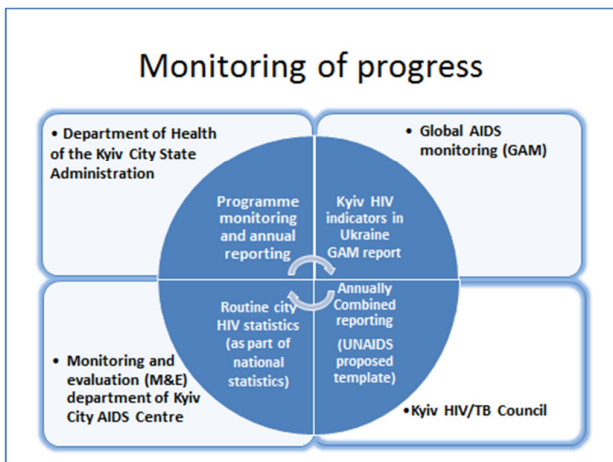 Monitoring of progress
• Department of Health
of the Kyiv City State
Administration
• Global AIDS
monitoring (GAM)
Programme
monitoring
and annual
reporting
Kyiv HIV
indicators in
Ukraine
GAM report
Routine city
HIV statistics
(as part of
national
statistics)
Annually
Combined
reporting
(UNAIDS
proposed
template)
• Monitoring and
evaluation (M&E)
department of Kyiv
City AIDS Centre
•Kyiv HIV/TB Council